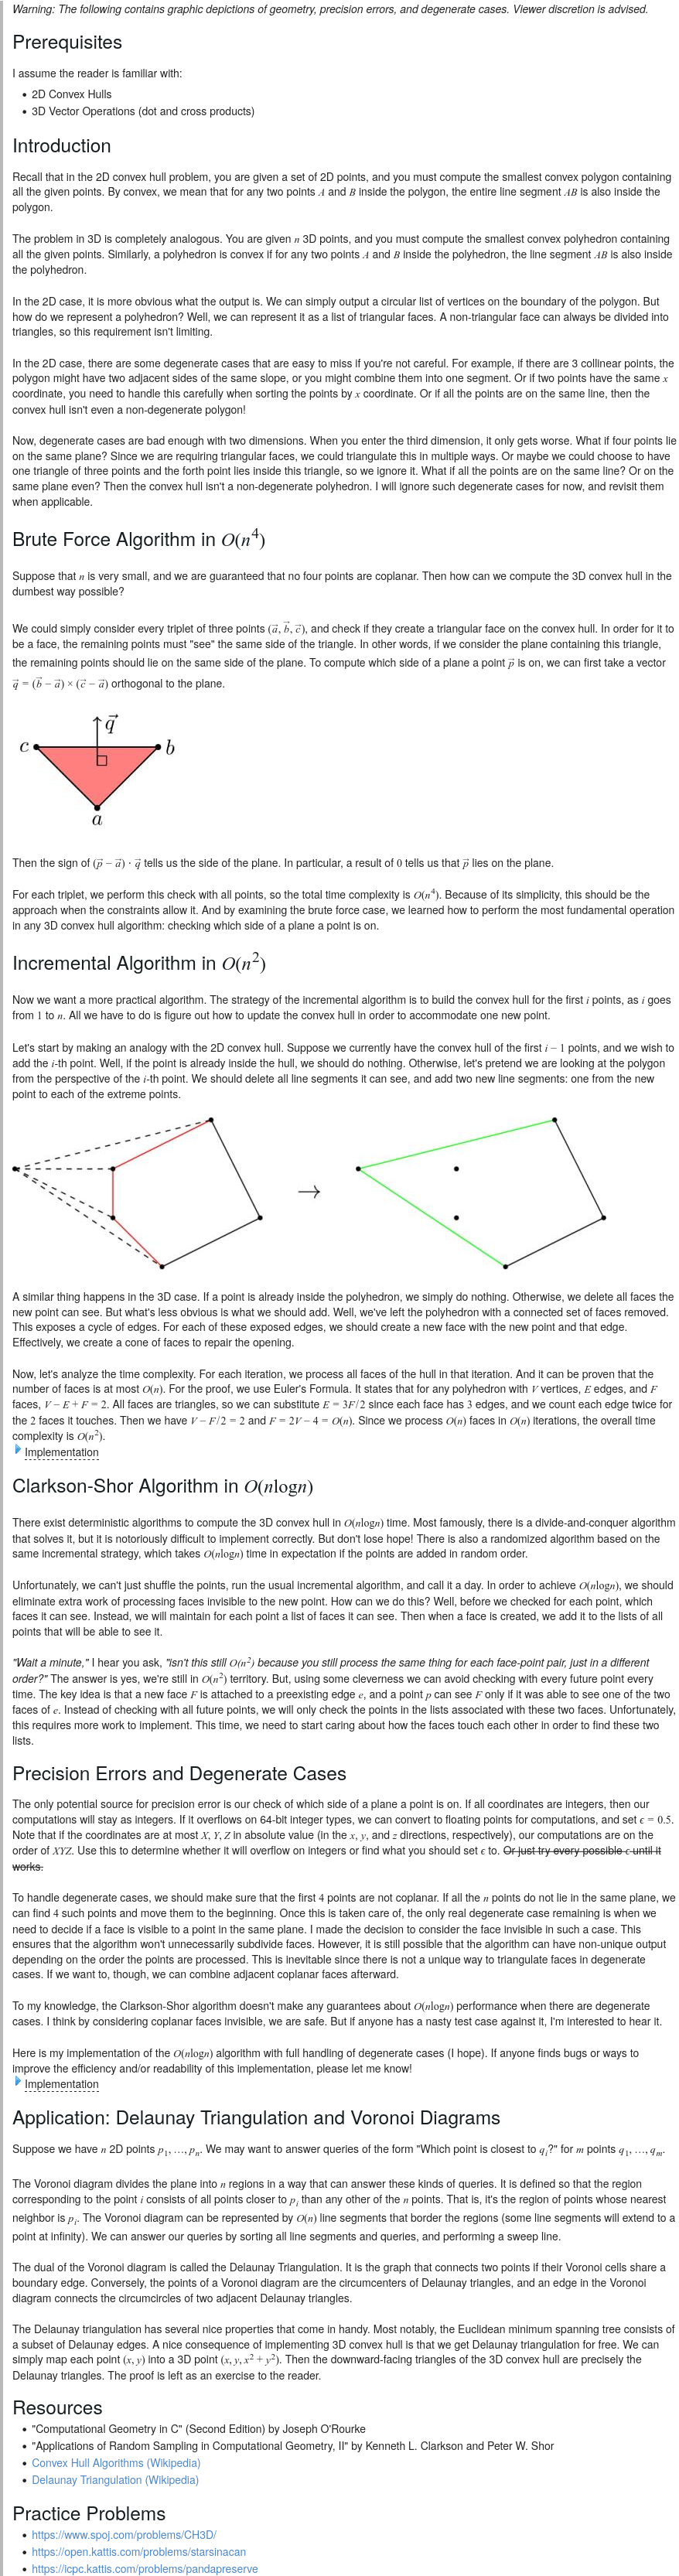 Warning: The following contains graphic depictions of geometry, precision errors, and degenerate cases. Viewer discretion is advised.
Prerequisites
I assume the reader is familiar with:
• 2D Convex Hulls
• 3D Vector Operations (dot and cross products)
Introduction
Recall that in the 2D convex hull problem, you are given a set of 2D points, and you must compute the smallest convex polygon containing
all the given points. By convex, we mean that for any two points A and B inside the polygon, the entire line segment AB is also inside the
polygon.
The problem in 3D is completely analogous. You are given n 3D points, and you must compute the smallest convex polyhedron containing
all the given points. Similarly, a polyhedron is convex if for any two points A and B inside the polyhedron, the line segment AB is also inside
the polyhedron.
In the 2D case, it is more obvious what the output is. We can simply output a circular list of vertices on the boundary of the polygon. But
how do we represent a polyhedron? Well, we can represent it as a list of triangular faces. A non-triangular face can always be divided into
triangles, so this requirement isn't limiting.
In the 2D case, there are some degenerate cases that are easy to miss if you're not careful. For example, if there are 3 collinear points, the
polygon might have two adjacent sides of the same slope, or you might combine them into one segment. Or if two points have the same x
coordinate, you need to handle this carefully when sorting the points by x coordinate. Or if all the points are on the same line, then the
convex hull isn't even a non-degenerate polygon!
Now, degenerate cases are bad enough with two dimensions. When you enter the third dimension, it only gets worse. What if four points lie
on the same plane? Since we are requiring triangular faces, we could triangulate this in multiple ways. Or maybe we could choose to have
one triangle of three points and the forth point lies inside this triangle, so we ignore it. What if all the points are on the same line? Or on the
same plane even? Then the convex hull isn't a non-degenerate polyhedron. I will ignore such degenerate cases for now, and revisit them
when applicable.
Brute Force Algorithm in O(n⁴)
Suppose that n is very small, and we are guaranteed that no four points are coplanar. Then how can we compute the 3D convex hull in the
dumbest way possible?
We could simply consider every triplet of three points (a⃗, b⃗, c⃗), and check if they create a triangular face on the convex hull. In order for it to
be a face, the remaining points must "see" the same side of the triangle. In other words, if we consider the plane containing this triangle,
the remaining points should lie on the same side of the plane. To compute which side of a plane a point p⃗ is on, we can first take a vector
q⃗ = (b⃗ − a⃗) × (c⃗ − a⃗) orthogonal to the plane.
q⃗
c b
a
Then the sign of (p⃗ − a⃗) · q⃗ tells us the side of the plane. In particular, a result of 0 tells us that p⃗ lies on the plane.
For each triplet, we perform this check with all points, so the total time complexity is O(n⁴). Because of its simplicity, this should be the
approach when the constraints allow it. And by examining the brute force case, we learned how to perform the most fundamental operation
in any 3D convex hull algorithm: checking which side of a plane a point is on.
Incremental Algorithm in O(n²)
Now we want a more practical algorithm. The strategy of the incremental algorithm is to build the convex hull for the first i points, as i goes
from 1 to n. All we have to do is figure out how to update the convex hull in order to accommodate one new point.
Let's start by making an analogy with the 2D convex hull. Suppose we currently have the convex hull of the first i − 1 points, and we wish to
add the i-th point. Well, if the point is already inside the hull, we should do nothing. Otherwise, let's pretend we are looking at the polygon
from the perspective of the i-th point. We should delete all line segments it can see, and add two new line segments: one from the new
point to each of the extreme points.
→
A similar thing happens in the 3D case. If a point is already inside the polyhedron, we simply do nothing. Otherwise, we delete all faces the
new point can see. But what's less obvious is what we should add. Well, we've left the polyhedron with a connected set of faces removed.
This exposes a cycle of edges. For each of these exposed edges, we should create a new face with the new point and that edge.
Effectively, we create a cone of faces to repair the opening.
Now, let's analyze the time complexity. For each iteration, we process all faces of the hull in that iteration. And it can be proven that the
number of faces is at most O(n). For the proof, we use Euler's Formula. It states that for any polyhedron with V vertices, E edges, and F
faces, V − E + F = 2. All faces are triangles, so we can substitute E = 3F/2 since each face has 3 edges, and we count each edge twice for
the 2 faces it touches. Then we have V − F/2 = 2 and F = 2V − 4 = O(n). Since we process O(n) faces in O(n) iterations, the overall time
complexity is O(n²).
Implementation
Clarkson-Shor Algorithm in O(nlogn)
There exist deterministic algorithms to compute the 3D convex hull in O(nlogn) time. Most famously, there is a divide-and-conquer algorithm
that solves it, but it is notoriously difficult to implement correctly. But don't lose hope! There is also a randomized algorithm based on the
same incremental strategy, which takes O(nlogn) time in expectation if the points are added in random order.
Unfortunately, we can't just shuffle the points, run the usual incremental algorithm, and call it a day. In order to achieve O(nlogn), we should
eliminate extra work of processing faces invisible to the new point. How can we do this? Well, before we checked for each point, which
faces it can see. Instead, we will maintain for each point a list of faces it can see. Then when a face is created, we add it to the lists of all
points that will be able to see it.
"Wait a minute," I hear you ask, "isn't this still O(n²) because you still process the same thing for each face-point pair, just in a different
order?" The answer is yes, we're still in O(n²) territory. But, using some cleverness we can avoid checking with every future point every
time. The key idea is that a new face F is attached to a preexisting edge e, and a point p can see F only if it was able to see one of the two
faces of e. Instead of checking with all future points, we will only check the points in the lists associated with these two faces. Unfortunately,
this requires more work to implement. This time, we need to start caring about how the faces touch each other in order to find these two
lists.
Precision Errors and Degenerate Cases
The only potential source for precision error is our check of which side of a plane a point is on. If all coordinates are integers, then our
computations will stay as integers. If it overflows on 64-bit integer types, we can convert to floating points for computations, and set ϵ = 0.5.
Note that if the coordinates are at most X, Y, Z in absolute value (in the x, y, and z directions, respectively), our computations are on the
order of XYZ. Use this to determine whether it will overflow on integers or find what you should set ϵ to. Or just try every possible ϵ until it
works.
To handle degenerate cases, we should make sure that the first 4 points are not coplanar. If all the n points do not lie in the same plane, we
can find 4 such points and move them to the beginning. Once this is taken care of, the only real degenerate case remaining is when we
need to decide if a face is visible to a point in the same plane. I made the decision to consider the face invisible in such a case. This
ensures that the algorithm won't unnecessarily subdivide faces. However, it is still possible that the algorithm can have non-unique output
depending on the order the points are processed. This is inevitable since there is not a unique way to triangulate faces in degenerate
cases. If we want to, though, we can combine adjacent coplanar faces afterward.
To my knowledge, the Clarkson-Shor algorithm doesn't make any guarantees about O(nlogn) performance when there are degenerate
cases. I think by considering coplanar faces invisible, we are safe. But if anyone has a nasty test case against it, I'm interested to hear it.
Here is my implementation of the O(nlogn) algorithm with full handling of degenerate cases (I hope). If anyone finds bugs or ways to
improve the efficiency and/or readability of this implementation, please let me know!
Implementation
Application: Delaunay Triangulation and Voronoi Diagrams
Suppose we have n 2D points p₁, …, pₙ. We may want to answer queries of the form "Which point is closest to qᵢ?" for m points q₁, …, qₘ.
The Voronoi diagram divides the plane into n regions in a way that can answer these kinds of queries. It is defined so that the region
corresponding to the point i consists of all points closer to pᵢ than any other of the n points. That is, it's the region of points whose nearest
neighbor is pᵢ. The Voronoi diagram can be represented by O(n) line segments that border the regions (some line segments will extend to a
point at infinity). We can answer our queries by sorting all line segments and queries, and performing a sweep line.
The dual of the Voronoi diagram is called the Delaunay Triangulation. It is the graph that connects two points if their Voronoi cells share a
boundary edge. Conversely, the points of a Voronoi diagram are the circumcenters of Delaunay triangles, and an edge in the Voronoi
diagram connects the circumcircles of two adjacent Delaunay triangles.
The Delaunay triangulation has several nice properties that come in handy. Most notably, the Euclidean minimum spanning tree consists of
a subset of Delaunay edges. A nice consequence of implementing 3D convex hull is that we get Delaunay triangulation for free. We can
simply map each point (x, y) into a 3D point (x, y, x² + y²). Then the downward-facing triangles of the 3D convex hull are precisely the
Delaunay triangles. The proof is left as an exercise to the reader.
Resources
• "Computational Geometry in C" (Second Edition) by Joseph O'Rourke
• "Applications of Random Sampling in Computational Geometry, II" by Kenneth L. Clarkson and Peter W. Shor
• Convex Hull Algorithms (Wikipedia)
• Delaunay Triangulation (Wikipedia)
Practice Problems
• https://www.spoj.com/problems/CH3D/
• https://open.kattis.com/problems/starsinacan
• https://icpc.kattis.com/problems/pandapreserve